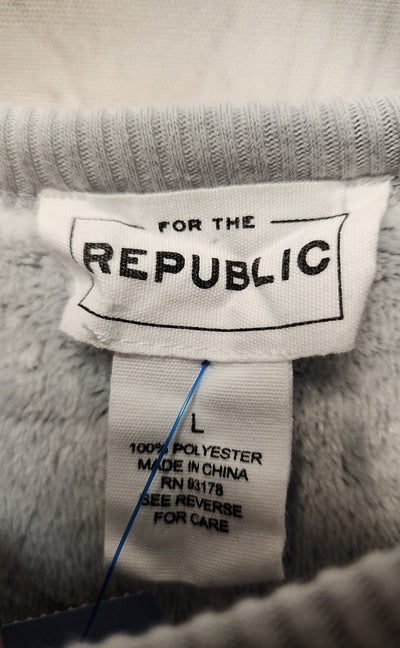 FOR THE
REPUBLIC
L
100% POLYESTER
MADE IN CHINA
RN 93178
SEE REVERSE
FOR CARE